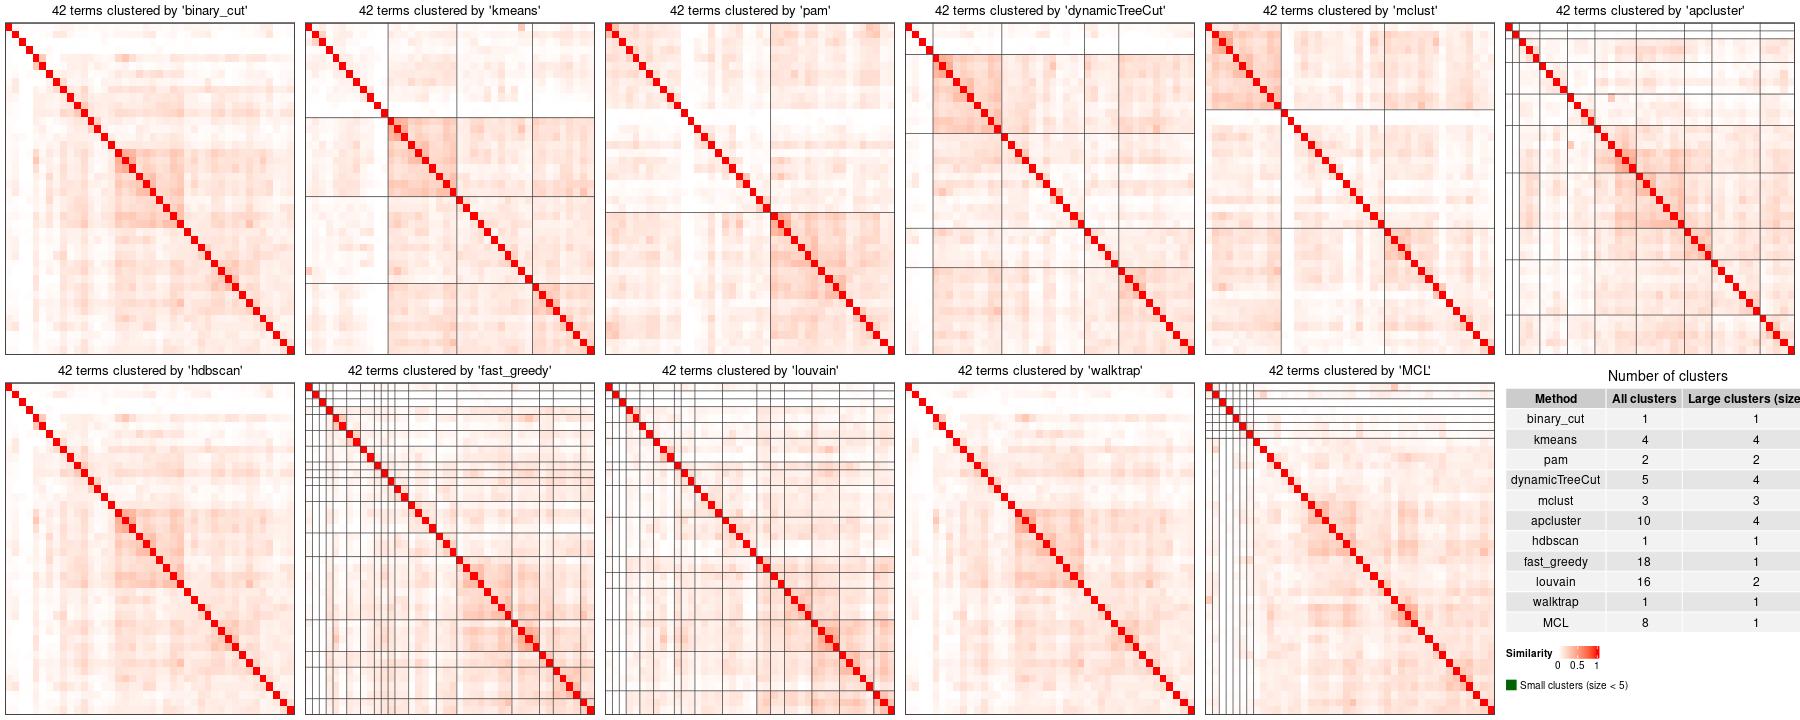 42 terms clustered by 'binary_cut'
42 terms clustered by 'kmeans'
42 terms clustered by 'pam'
42 terms clustered by 'dynamicTreeCut'
42 terms clustered by 'mclust'
42 terms clustered by 'apcluster'
42 terms clustered by 'hdbscan'
42 terms clustered by 'fast_greedy'
42 terms clustered by 'louvain'
42 terms clustered by 'walktrap'
42 terms clustered by 'MCL'
Number of clusters
Method All clusters Large clusters (size
binary_cut 1 1
kmeans 4 4
pam 2 2
dynamicTreeCut 5 4
mclust 3 3
apcluster 10 4
hdbscan 1 1
fast_greedy 18 1
louvain 16 2
walktrap 1 1
MCL 8 1
Similarity
0 0.5 1
Small clusters (size < 5)